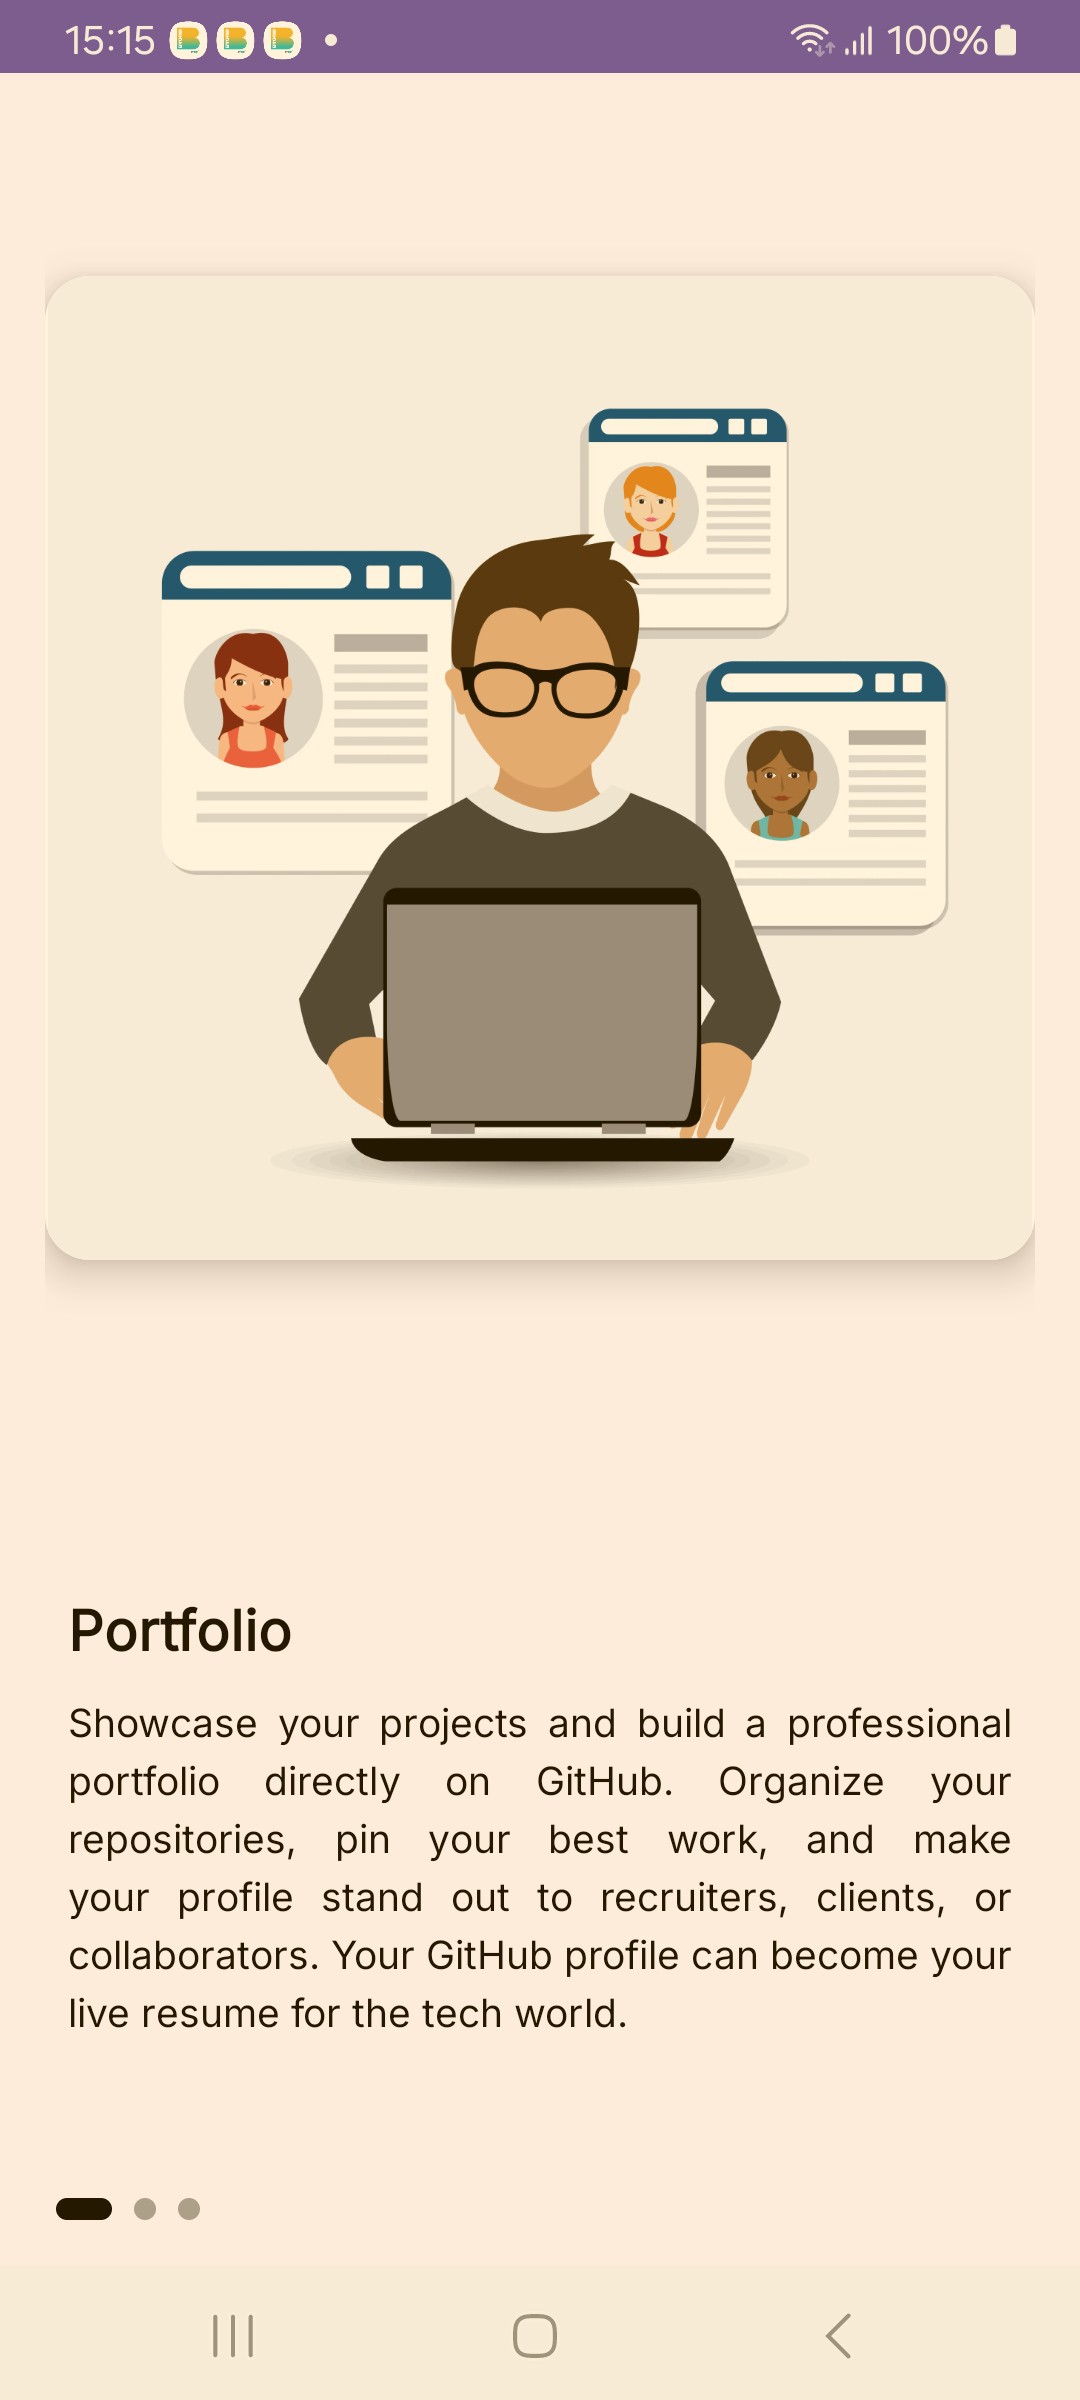 15:15
100%
Portfolio
Showcase your projects and build a professional
portfolio directly on GitHub. Organize your
repositories, pin your best work, and make
your profile stand out to recruiters, clients, or
collaborators. Your GitHub profile can become your
live resume for the tech world.